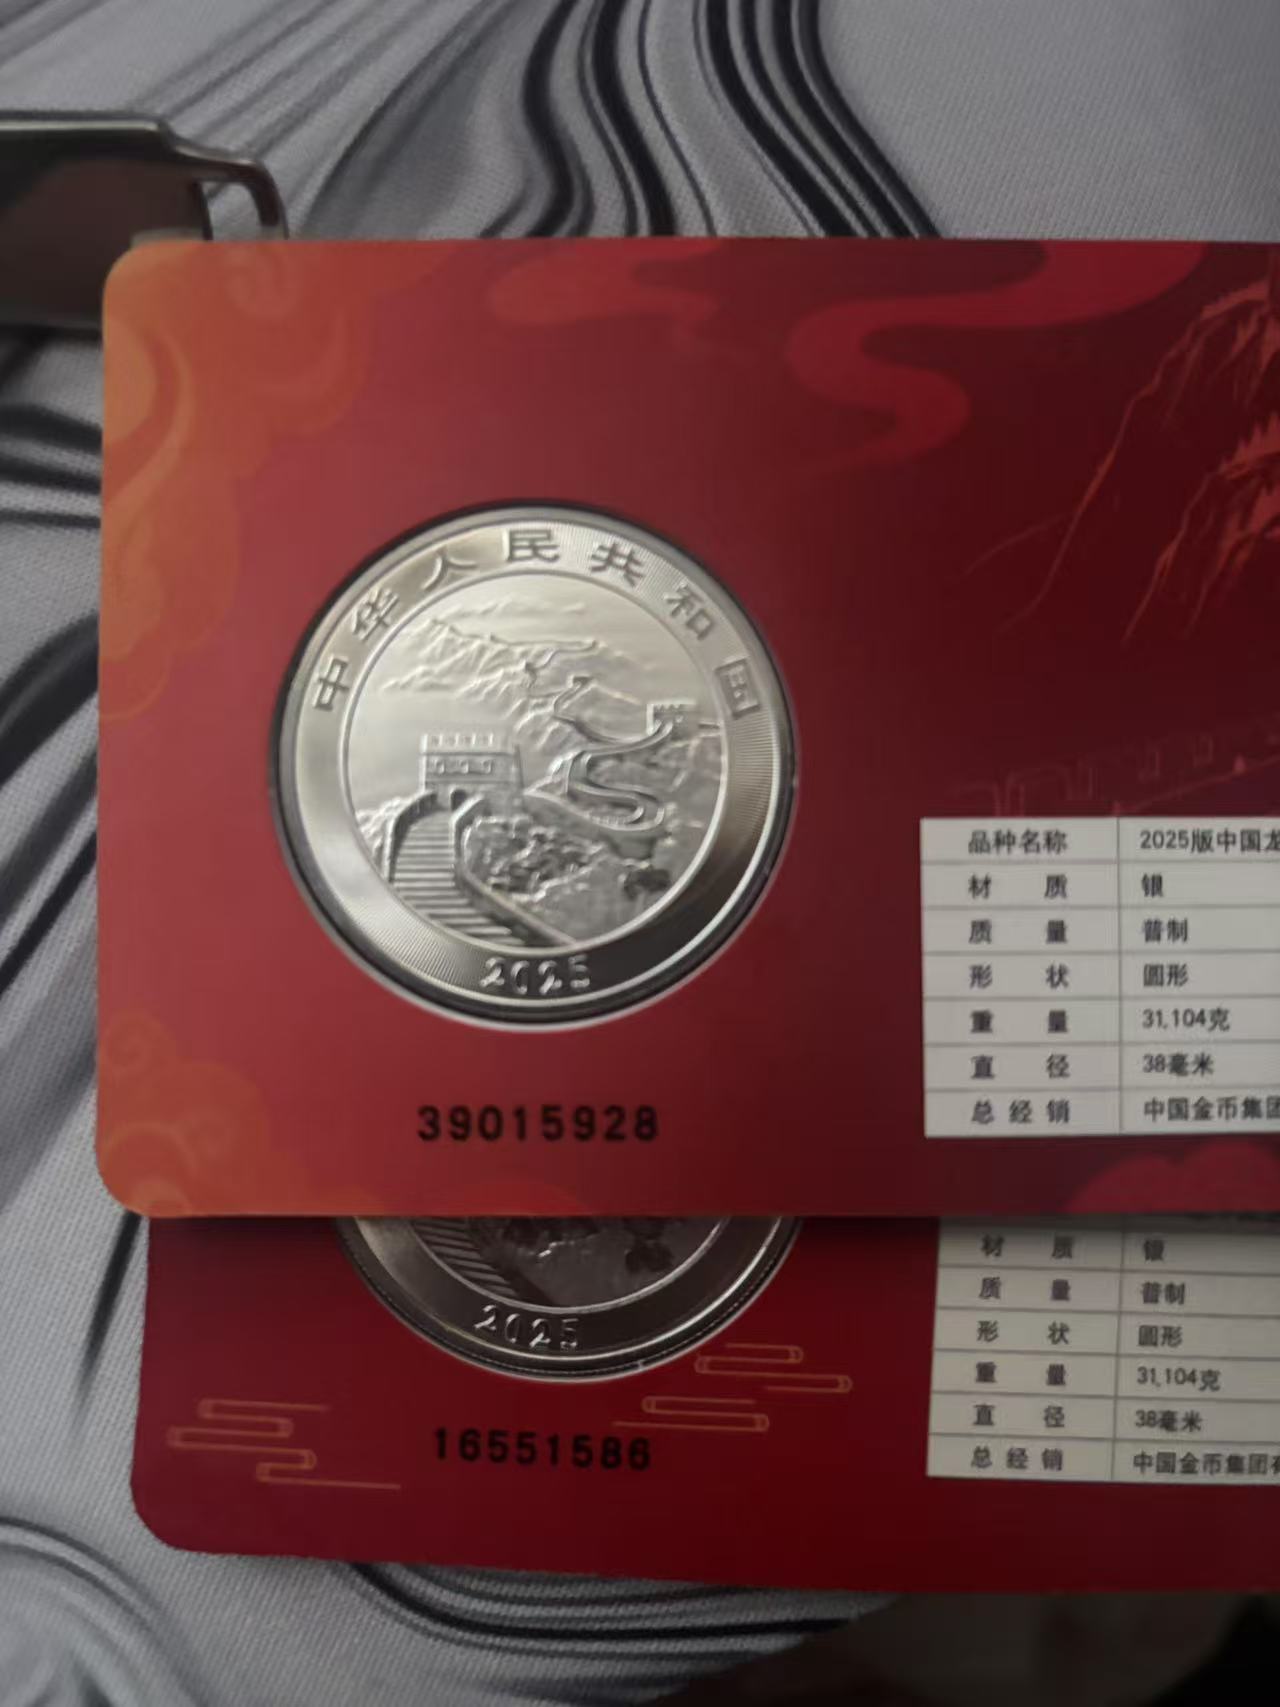 中华人民共和国
2025
39015928
品种名称 2025版中国龙
材 质 银
质 量 普制
形 状 圆形
重 量 31.104克
直 径 38毫米
总经销 中国金币集团
2025
16551586
材 质 银
质 量 普制
形 状 圆形
重 量 31.104克
直 径 38毫米
总经销 中国金币集团有